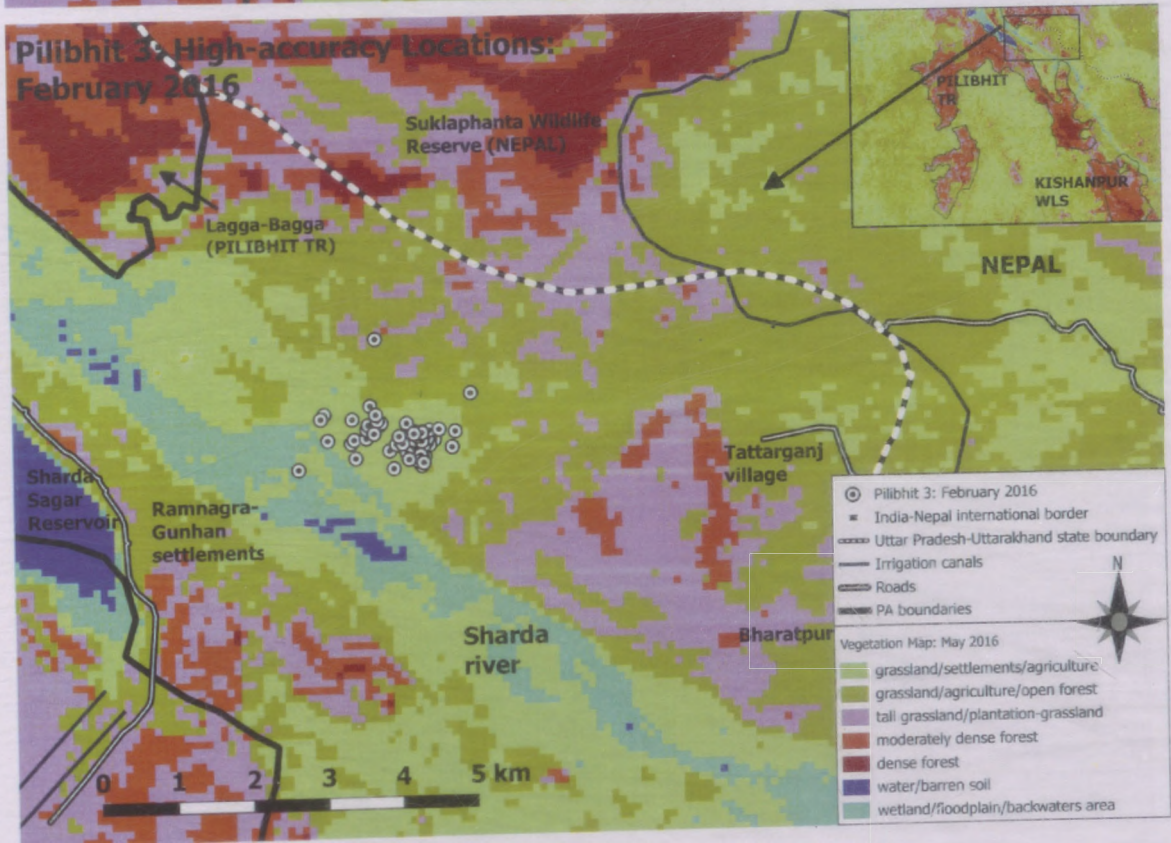 Pilibhit 3: High-accuracy Locations:
February 2016
PILIBHIT
TR
KISHANPUR
WLS
Suklaphanta Wildlife
Reserve (NEPAL)
Lagga-Bagga
(PILIBHIT TR)
NEPAL
Tattarganj
village
Sharda
Sagar
Reservoir
Ramnagra-
Gunhan
settlements
Sharda
river
Bharatpur
0 1 2 3 4 5 km
Pilibhit 3: February 2016
India-Nepal international border
Uttar Pradesh-Uttarakhand state boundary
Irrigation canals
Roads
PA boundaries
N
Vegetation Map: May 2016
grassland/settlements/agriculture
grassland/agriculture/open forest
tall grassland/plantation-grassland
moderately dense forest
dense forest
water/barren soil
wetland/floodplain/backwaters area